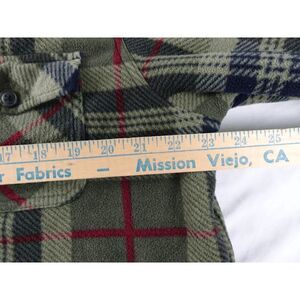 17 18 19 20 21 22 23 24 25
r Fabrics - Mission Viejo, CA